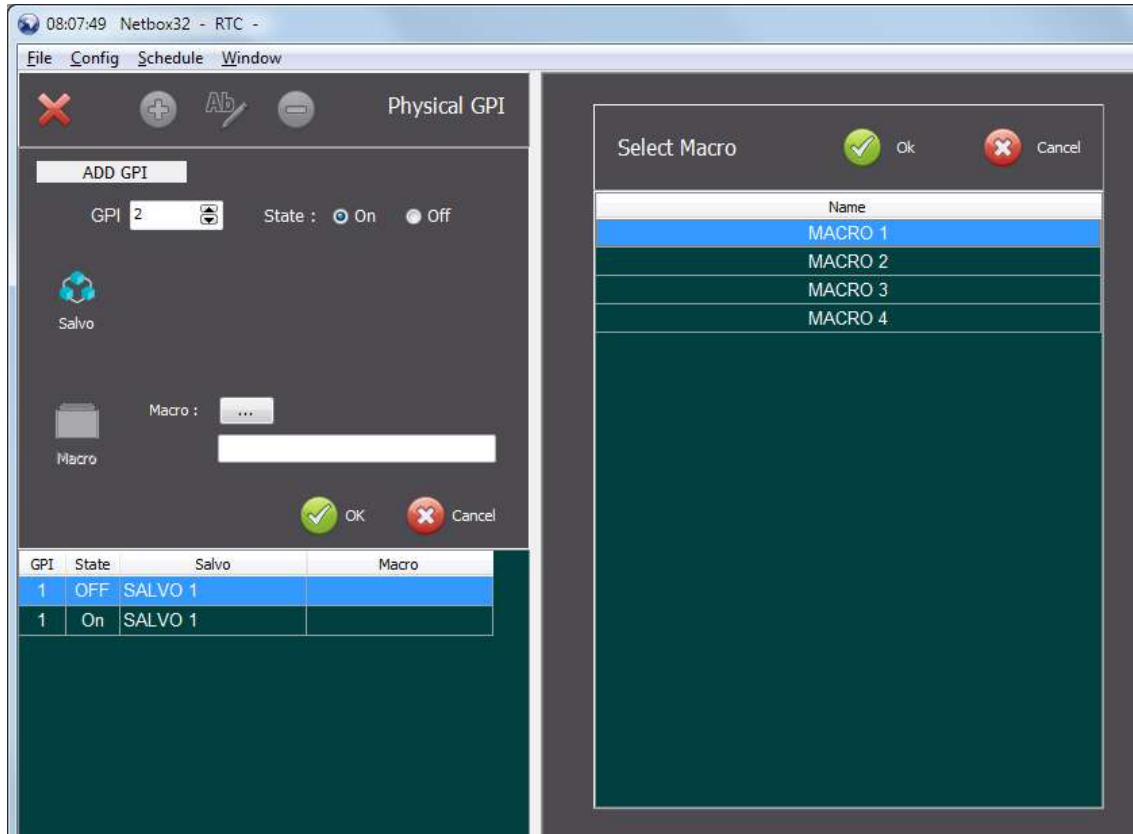 08:07:49 Netbox32 - RTC -
File Config Schedule Window
Ab
Physical GPI
ADD GPI
GPI 2 State : On Off
Salvo
Macro : ...
Macro
OK Cancel
GPI State Salvo Macro
1 OFF SALVO 1
1 On SALVO 1
Select Macro Ok Cancel
Name
MACRO 1
MACRO 2
MACRO 3
MACRO 4